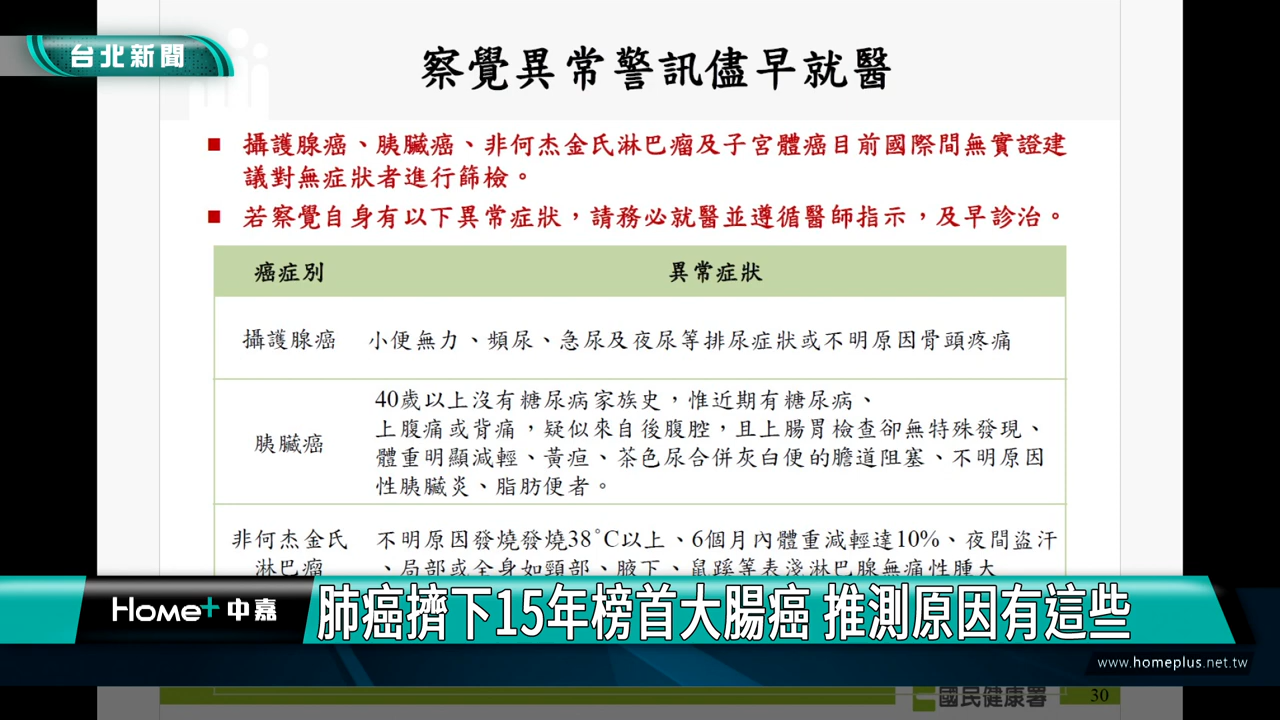 台北新聞
察覺異常警訊儘早就醫
■ 攝護腺癌、胰臟癌、非何杰金氏淋巴瘤及子宮體癌目前國際間無實證建
議對無症狀者進行篩檢。
■ 若察覺自身有以下異常症狀，請務必就醫並遵循醫師指示，及早診治。
癌症別 異常症狀
攝護腺癌 小便無力、頻尿、急尿及夜尿等排尿症狀或不明原因骨頭疼痛
胰臟癌
40歲以上沒有糖尿病家族史，惟近期有糖尿病、
上腹痛或背痛，疑似來自後腹腔，且上腸胃檢查卻無特殊發現、
體重明顯減輕、黃疸、茶色尿合併灰白便的膽道阻塞、不明原因
性胰臟炎、脂肪便者。
非何杰金氏 不明原因發燒發燒38°C以上、6個月內體重減輕達10%、夜間盜汗
淋巴瘤 、局部或全身如頸部、腋下、鼠蹊等表淺淋巴腺無痛性腫大
Home+中嘉 肺癌擠下15年榜首大腸癌 推測原因有這些
www.homeplus.net.tw
國民健康署 30